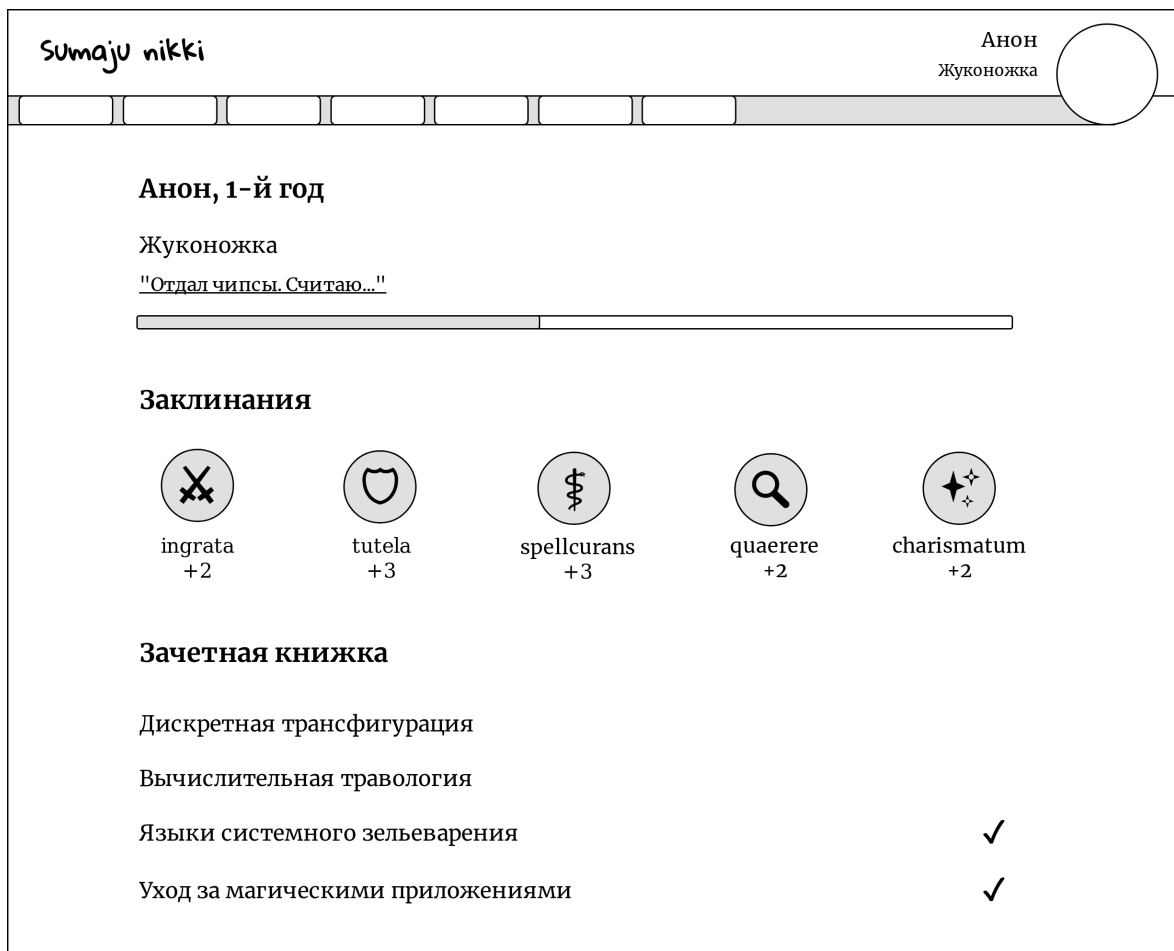 Sumaju nikki
Анон
Жуконожка
Анон, 1-й год
Жуконожка
"Отдал чипсы. Считаю..."
Заклинания
ingrata
+2
tutela
+3
spellcurans
+3
quaerere
+2
charismatum
+2
Зачетная книжка
Дискретная трансфигурация
Вычислительная травология
Языки системного зельеварения ✓
Уход за магическими приложениями ✓